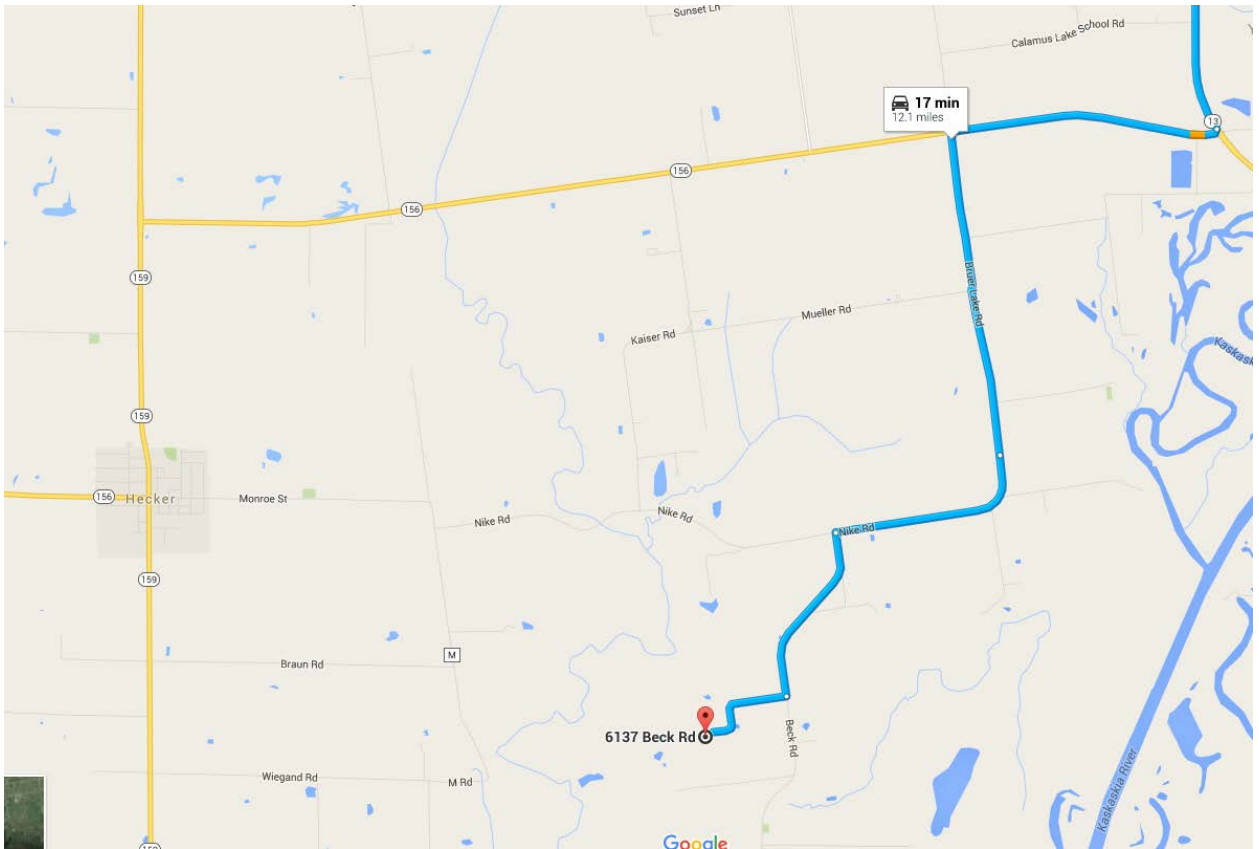 Sunset Ln
Calamus Lake School Rd
17 min
12.1 miles
13
156
156
159
Bruer Lake Rd
Mueller Rd
Kaiser Rd
159
156
Hecker
Monroe St
Nike Rd
Nike Rd
Nike Rd
159
M
Braun Rd
6137 Beck Rd
Beck Rd
Wiegand Rd
M Rd
Kaskaskia River
Google